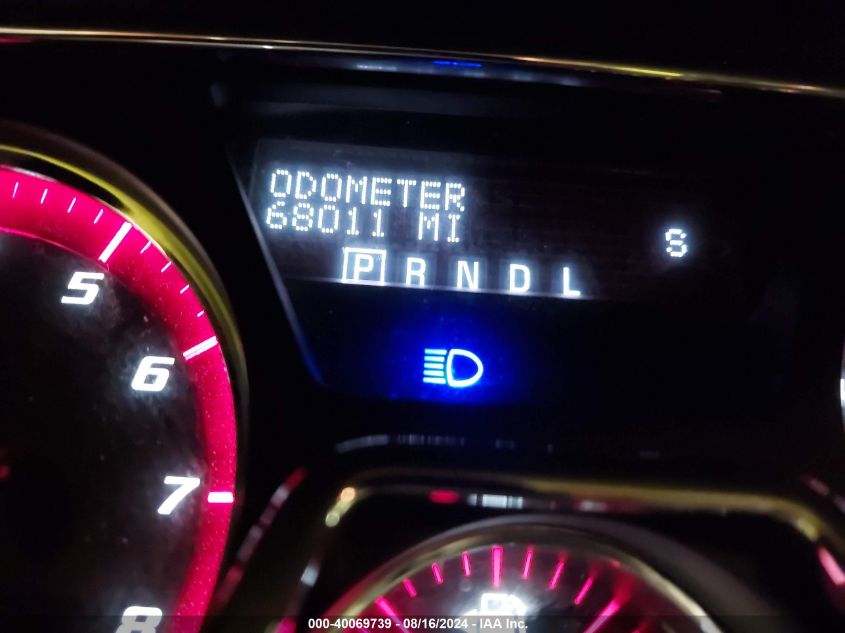 ODOMETER
68011 MI
S
P R N D L
5
6
7
8
000-40069739 - 08/16/2024 - IAA Inc.